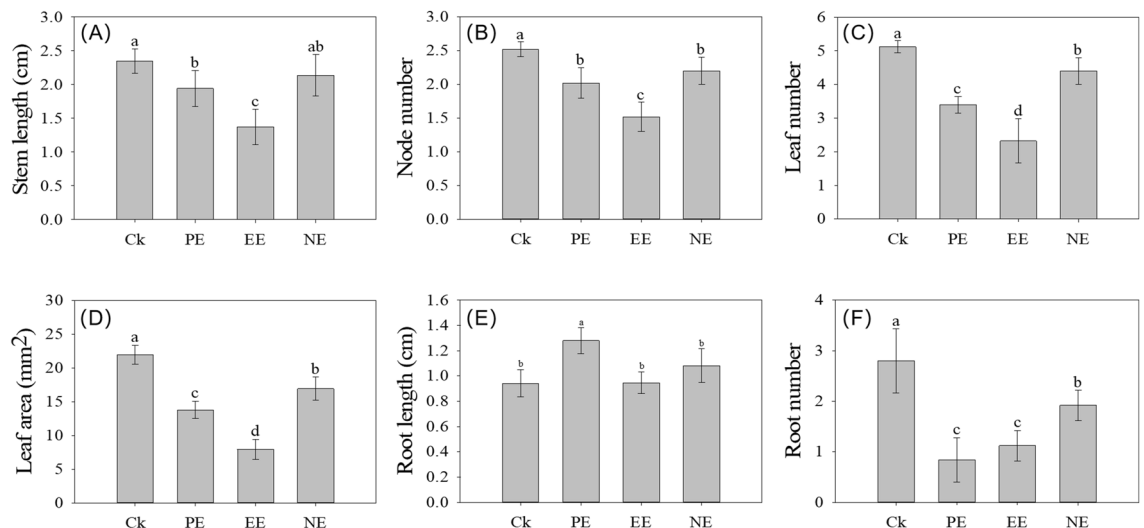 (A)
Stem length (cm)
3.0
2.5
2.0
1.5
1.0
0.5
0.0
a
b
c
ab
Ck PE EE NE
(B)
Node number
3.0
2.5
2.0
1.5
1.0
0.5
0.0
a
b
c
b
Ck PE EE NE
(C)
Leaf number
6
5
4
3
2
1
0
a
c
d
b
Ck PE EE NE
(D)
Leaf area (mm²)
30
25
20
15
10
5
0
a
c
d
b
Ck PE EE NE
(E)
Root length (cm)
1.6
1.4
1.2
1.0
0.8
0.6
0.4
0.2
0.0
b
a
b
b
Ck PE EE NE
(F)
Root number
4
3
2
1
0
a
c
c
b
Ck PE EE NE